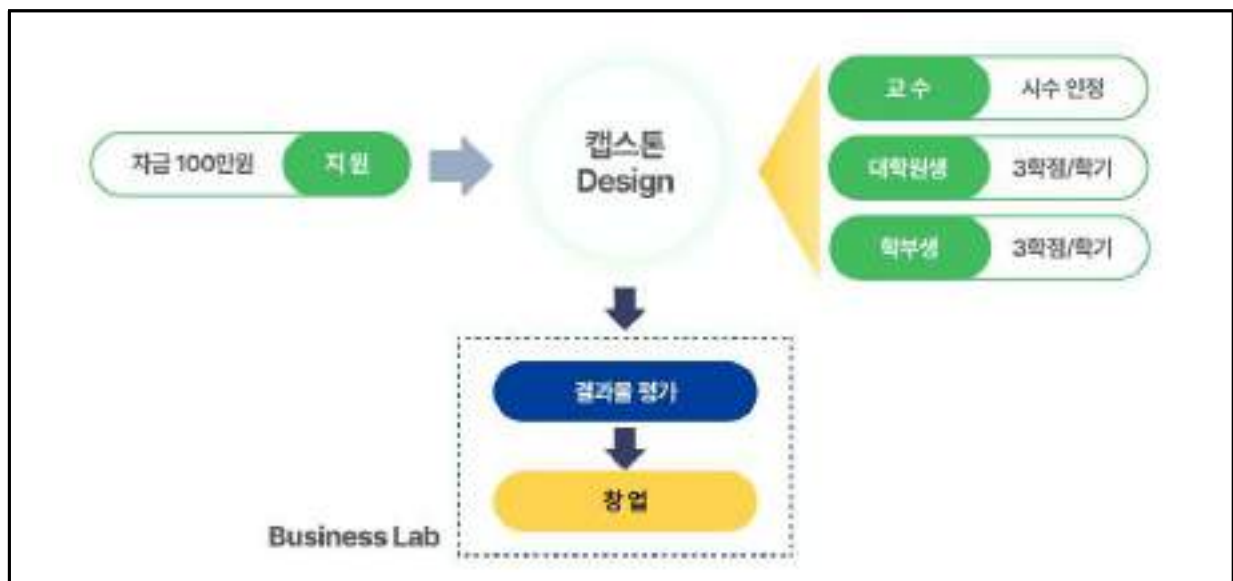 자금 100만원 지원
캡스톤
Design
교수 시수 인정
대학원생 3학점/학기
학부생 3학점/학기
결과물 평가
창업
Business Lab